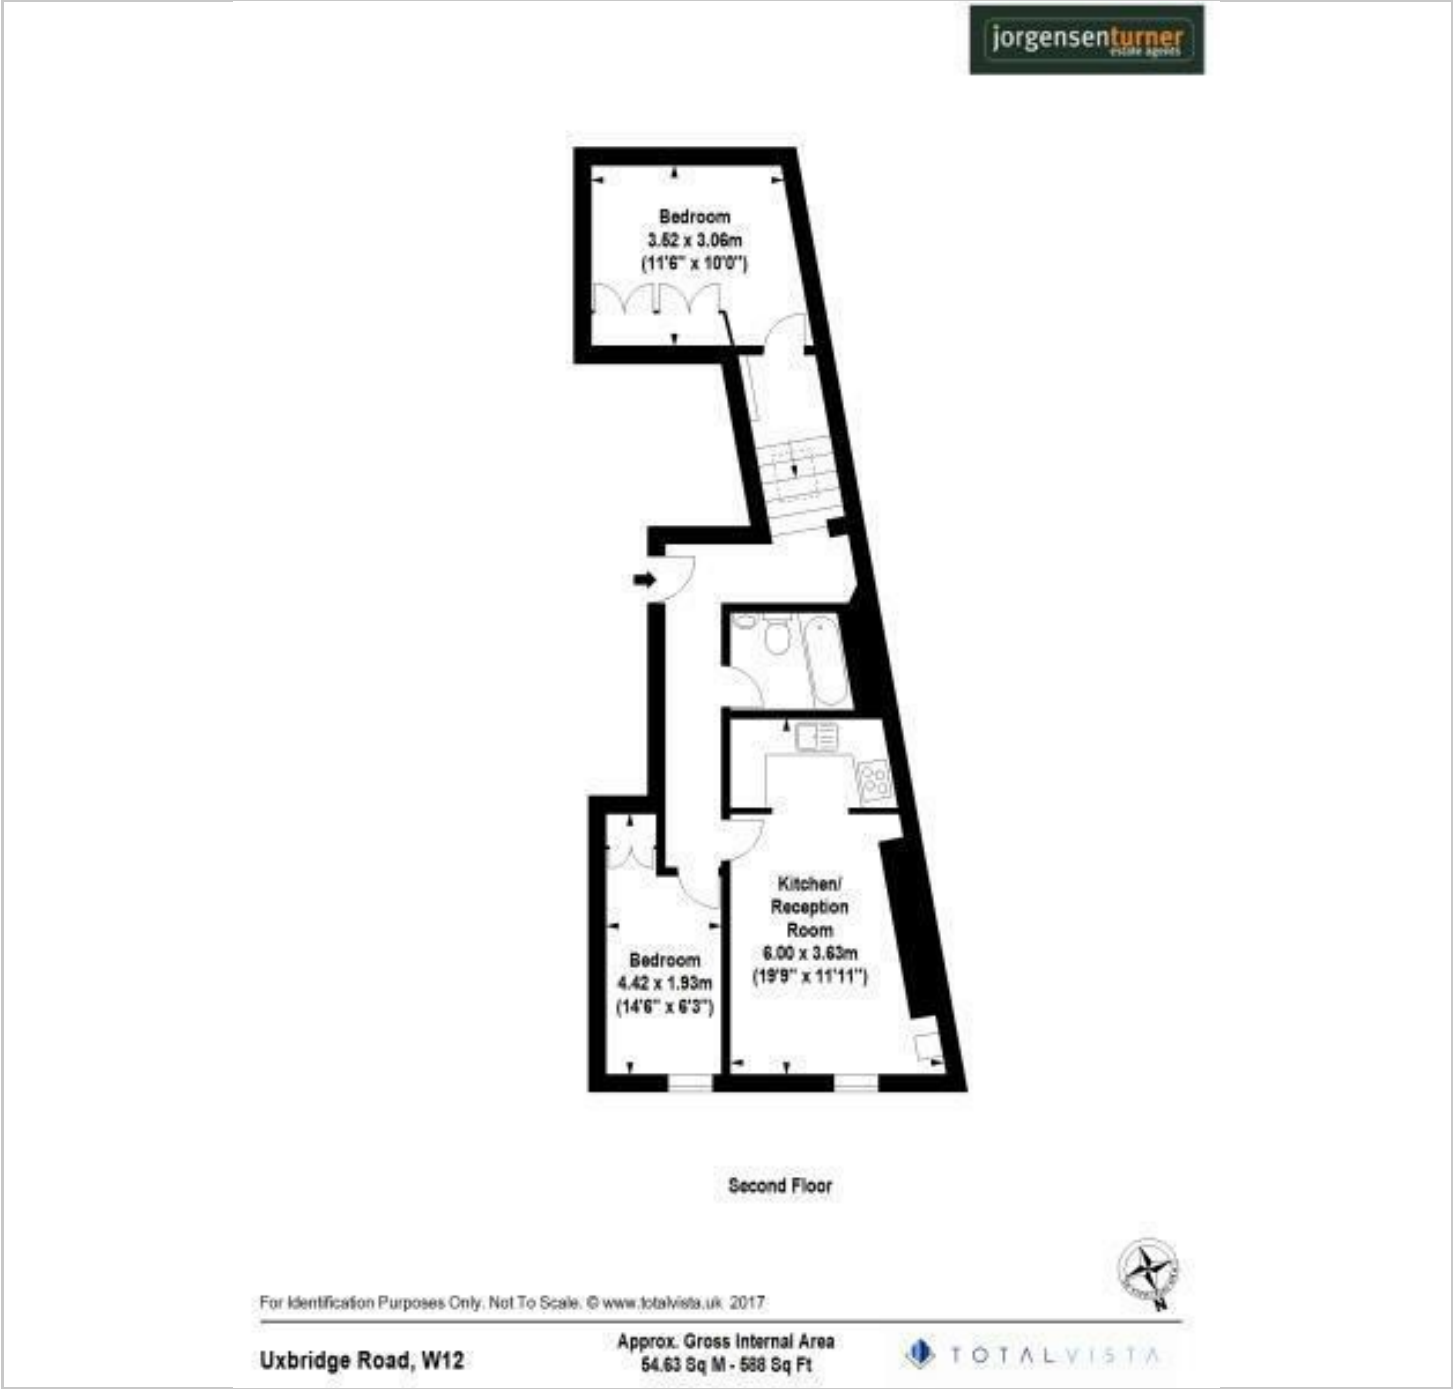 jorgensenturner
estate agents
Bedroom
3.52 x 3.06m
(11'6" x 10'0")
Kitchen/
Reception
Room
6.00 x 3.63m
(19'9" x 11'11")
Bedroom
4.42 x 1.93m
(14'6" x 6'3")
Second Floor
N
For Identification Purposes Only. Not To Scale. © www.totalvista.uk 2017
Uxbridge Road, W12
Approx. Gross Internal Area
54.63 Sq M - 588 Sq Ft
TOTALVISTA